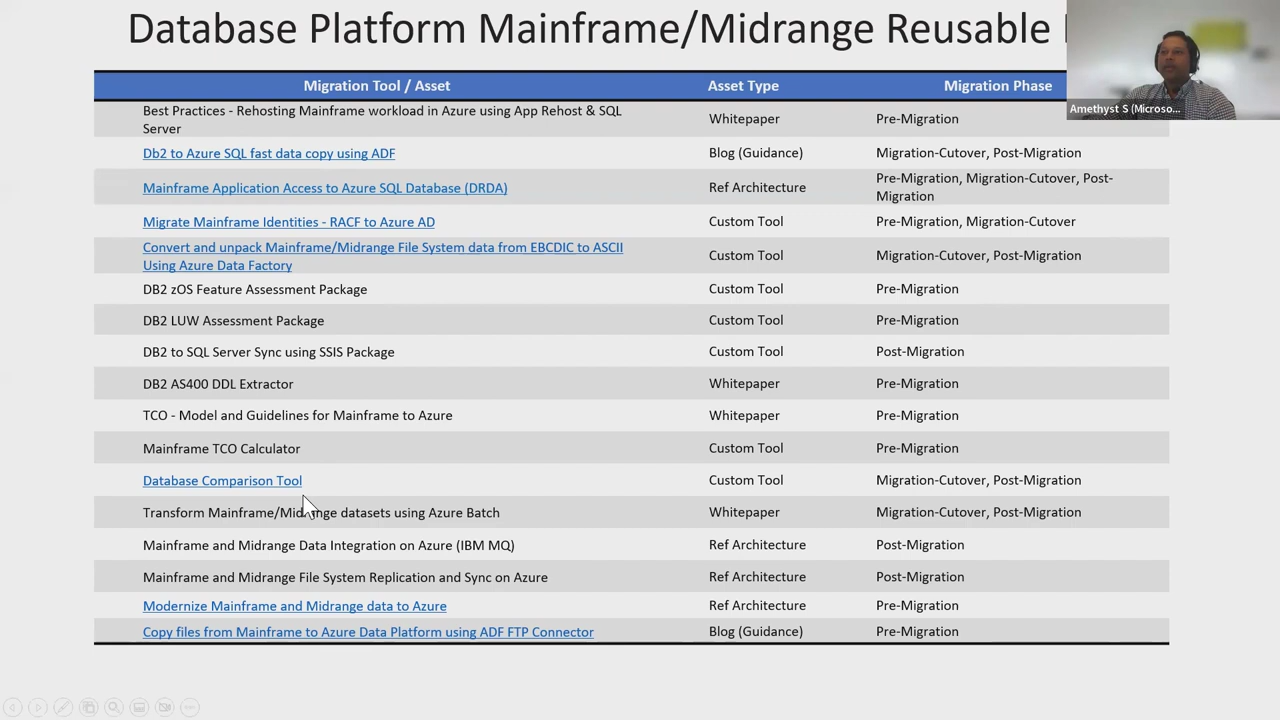 Database Platform Mainframe/Midrange Reusable
Amethyst S (Microso...
Migration Tool / Asset Asset Type Migration Phase
Best Practices - Rehosting Mainframe workload in Azure using App Rehost & SQL
Server Whitepaper Pre-Migration
Db2 to Azure SQL fast data copy using ADF Blog (Guidance) Migration-Cutover, Post-Migration
Mainframe Application Access to Azure SQL Database (DRDA) Ref Architecture Pre-Migration, Migration-Cutover, Post-
Migration
Migrate Mainframe Identities - RACF to Azure AD Custom Tool Pre-Migration, Migration-Cutover
Convert and unpack Mainframe/Midrange File System data from EBCDIC to ASCII
Using Azure Data Factory Custom Tool Migration-Cutover, Post-Migration
DB2 zOS Feature Assessment Package Custom Tool Pre-Migration
DB2 LUW Assessment Package Custom Tool Pre-Migration
DB2 to SQL Server Sync using SSIS Package Custom Tool Post-Migration
DB2 AS400 DDL Extractor Whitepaper Pre-Migration
TCO - Model and Guidelines for Mainframe to Azure Whitepaper Pre-Migration
Mainframe TCO Calculator Custom Tool Pre-Migration
Database Comparison Tool Custom Tool Migration-Cutover, Post-Migration
Transform Mainframe/Midrange datasets using Azure Batch Whitepaper Migration-Cutover, Post-Migration
Mainframe and Midrange Data Integration on Azure (IBM MQ) Ref Architecture Post-Migration
Mainframe and Midrange File System Replication and Sync on Azure Ref Architecture Post-Migration
Modernize Mainframe and Midrange data to Azure Ref Architecture Pre-Migration
Copy files from Mainframe to Azure Data Platform using ADF FTP Connector Blog (Guidance) Pre-Migration